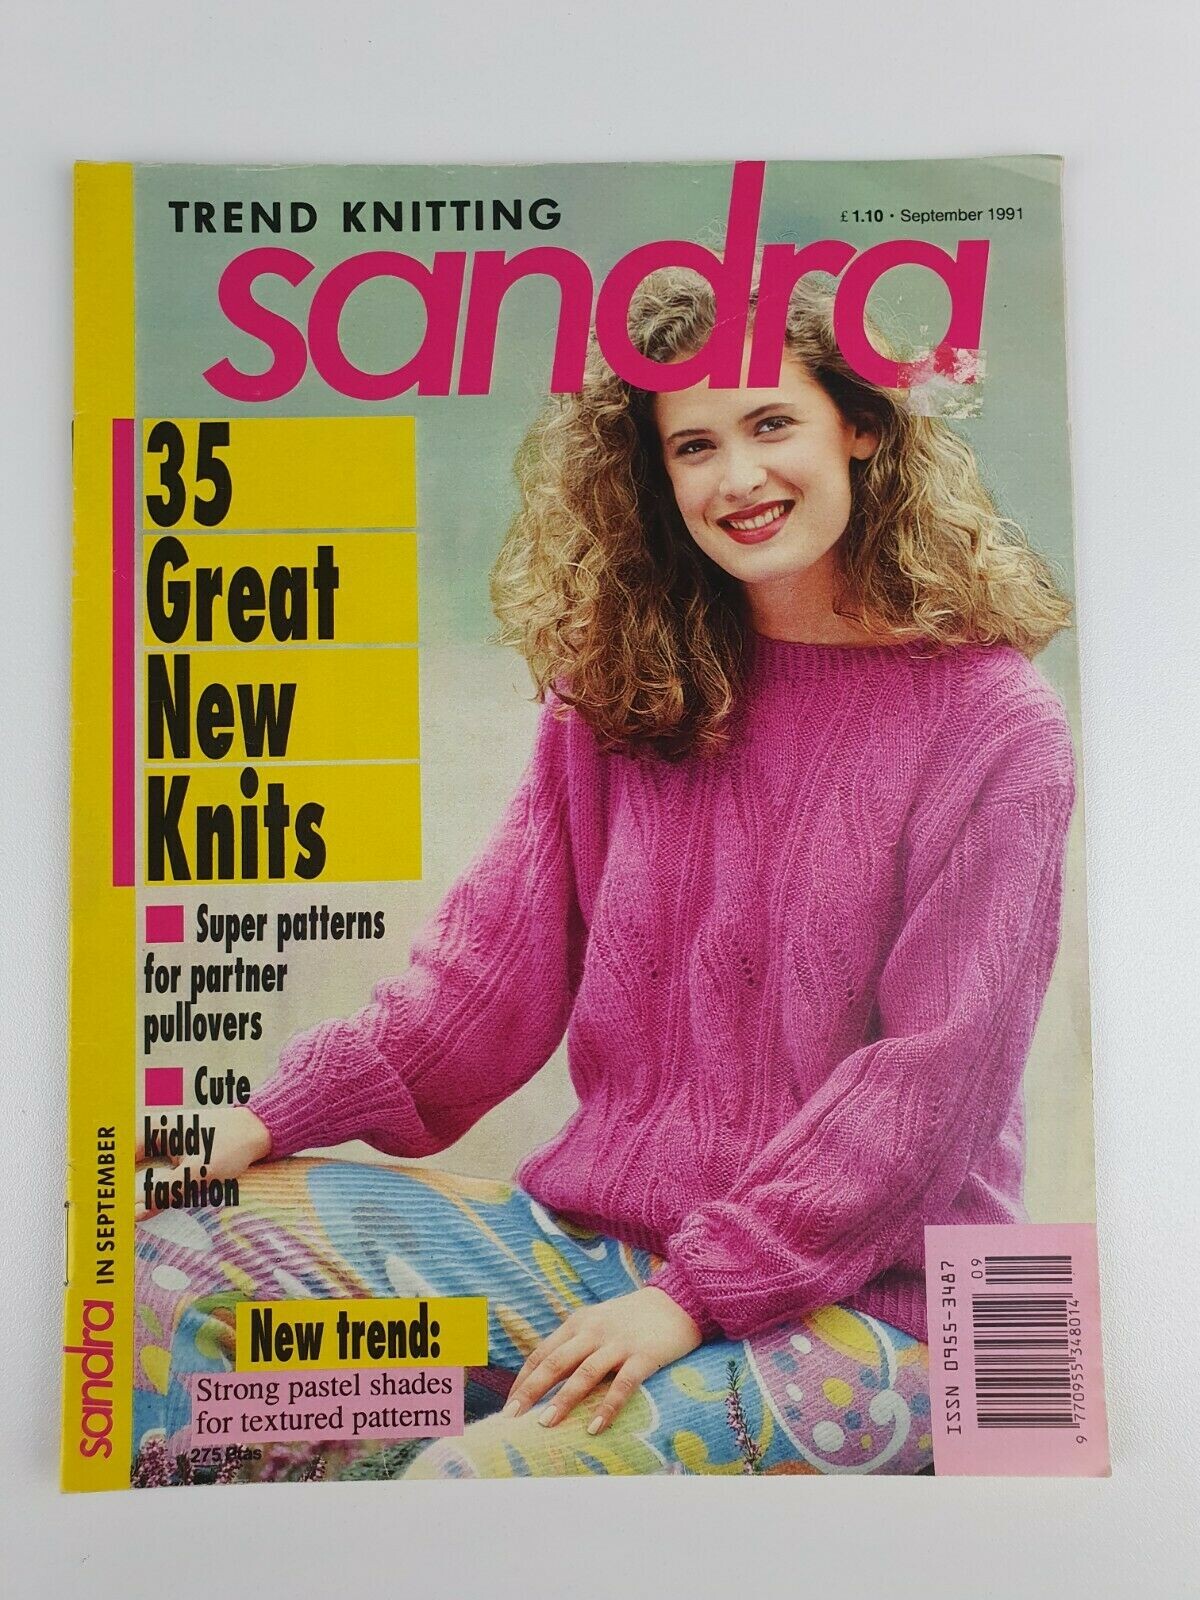 TREND KNITTING
£ 1.10 · September 1991
sandra
35
Great
New
Knits
Super patterns
for partner
pullovers
Cute
kiddy
fashion
New trend:
Strong pastel shades
for textured patterns
275 Ptas
sandra IN SEPTEMBER
ISSN 0955-3487
09
9 770955 348014